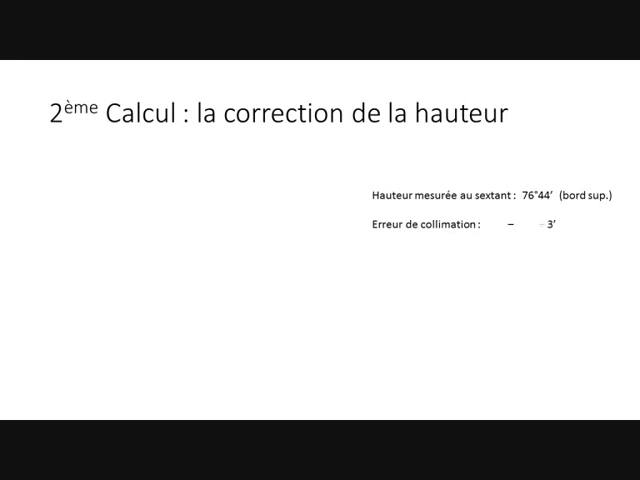 2ème Calcul : la correction de la hauteur
Hauteur mesurée au sextant : 76°44’ (bord sup.)
Erreur de collimation : – – 3’